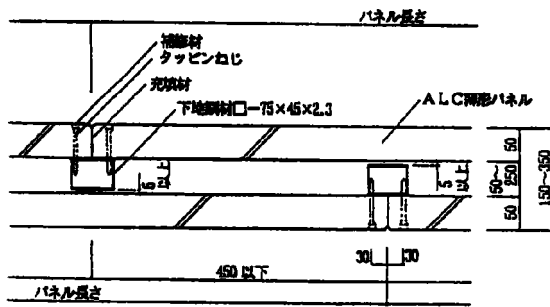 パネル長さ
補修材
タッピンねじ
充填材
下地鋼材□−75×45×2.3
ALC薄形パネル
5
以上
5
以上
50
50〜
250
50
150〜350
30
30
450以下
パネル長さ